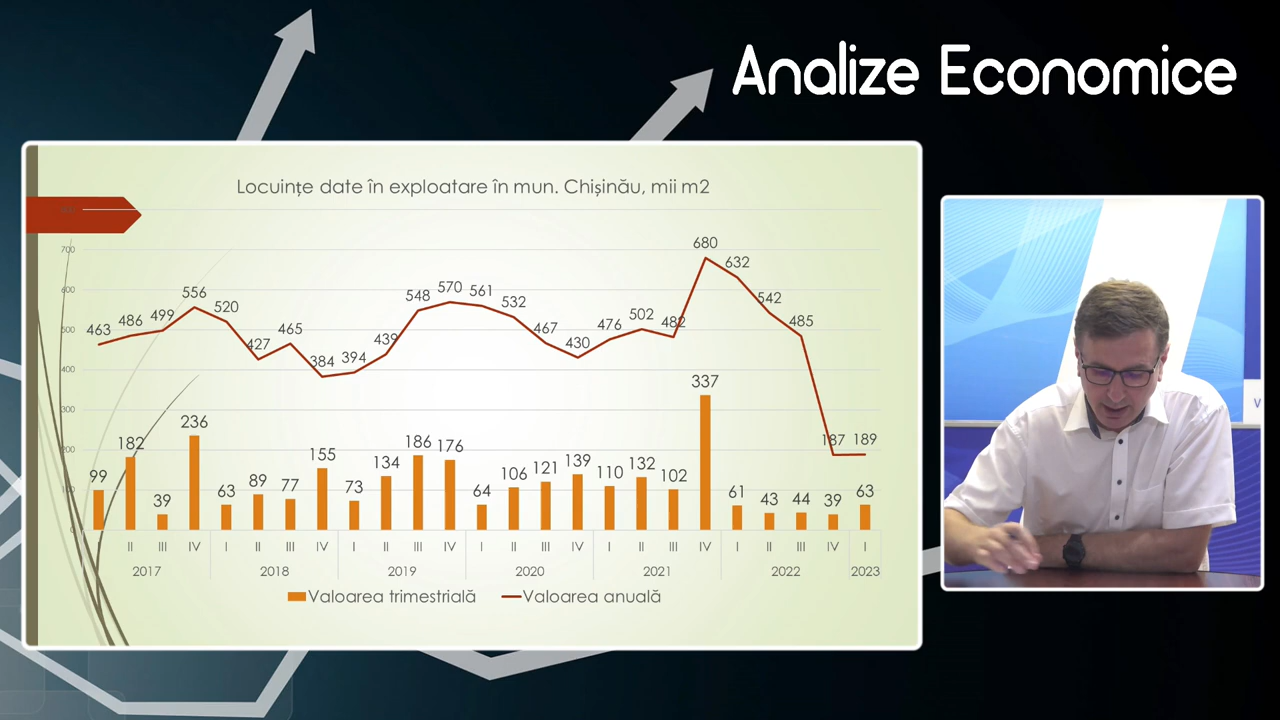 Analize Economice
Locuințe date în exploatare în mun. Chișinău, mii m2
700
600
500
400
300
200
463 486 499 556 520 427 465 384 394 439 548 570 561 532 467 430 476 502 482 680 632 542 485 187 189
99 182 39 236 63 89 77 155 73 134 186 176 64 106 121 139 110 132 102 337 61 43 44 39 63
II III IV I II III IV I II III IV I II III IV I II III IV I II III IV I
2017 2018 2019 2020 2021 2022 2023
Valoarea trimestrială Valoarea anuală
V